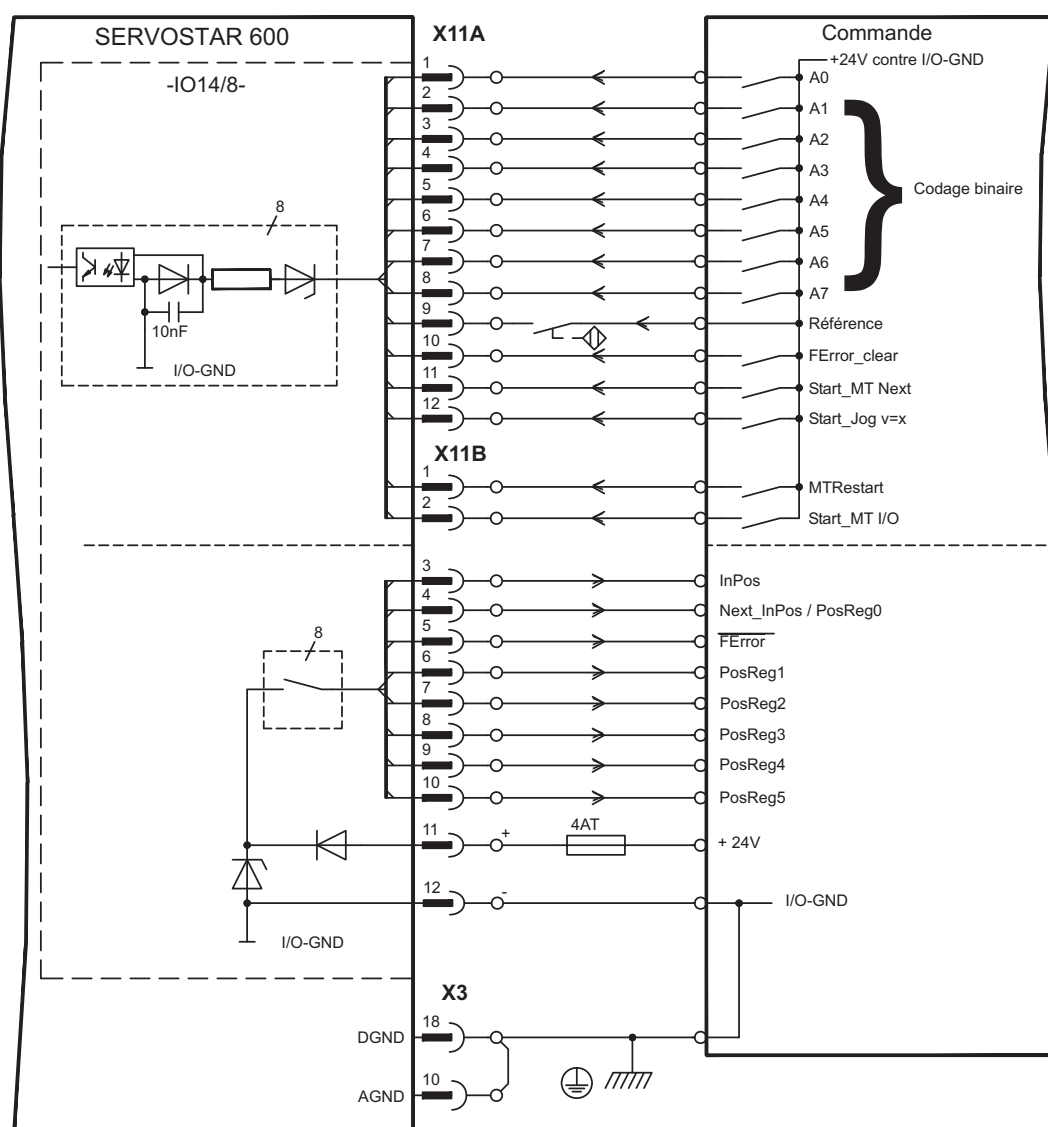 SERVOSTAR 600
X11A
Commande
+24V contre I/O-GND
-IO14/8-
1
A0
2
A1
3
A2
4
A3
5
A4
6
A5
7
A6
8
A7
Codage binaire
8
10nF
I/O-GND
9
Référence
10
FError_clear
11
Start_MT Next
12
Start_Jog v=x
X11B
1
MTRestart
2
Start_MT I/O
3
InPos
4
Next_InPos / PosReg0
5
FError
6
PosReg1
7
PosReg2
8
PosReg3
9
PosReg4
10
PosReg5
8
11
+
4AT
+ 24V
12
-
I/O-GND
I/O-GND
X3
DGND
18
AGND
10